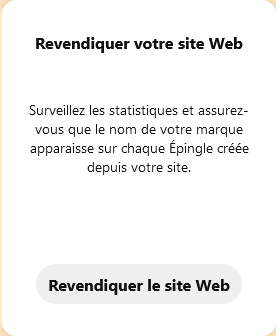 Revendiquer votre site Web
Surveillez les statistiques et assurez-
vous que le nom de votre marque
apparaisse sur chaque Épingle créée
depuis votre site.
Revendiquer le site Web